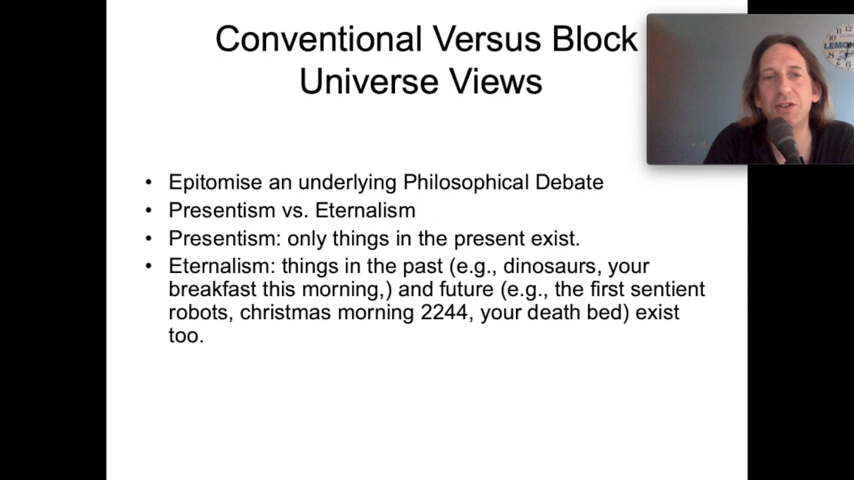 Conventional Versus Block
Universe Views
• Epitomise an underlying Philosophical Debate
• Presentism vs. Eternalism
• Presentism: only things in the present exist.
• Eternalism: things in the past (e.g., dinosaurs, your
breakfast this morning,) and future (e.g., the first sentient
robots, christmas morning 2244, your death bed) exist
too.